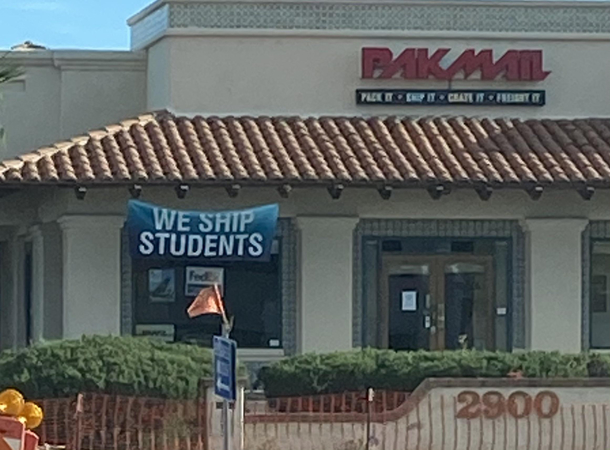 PAKMAIL
PACK IT • SHIP IT • CRATE IT • FREIGHT IT
WE SHIP
STUDENTS
FedEx
2900